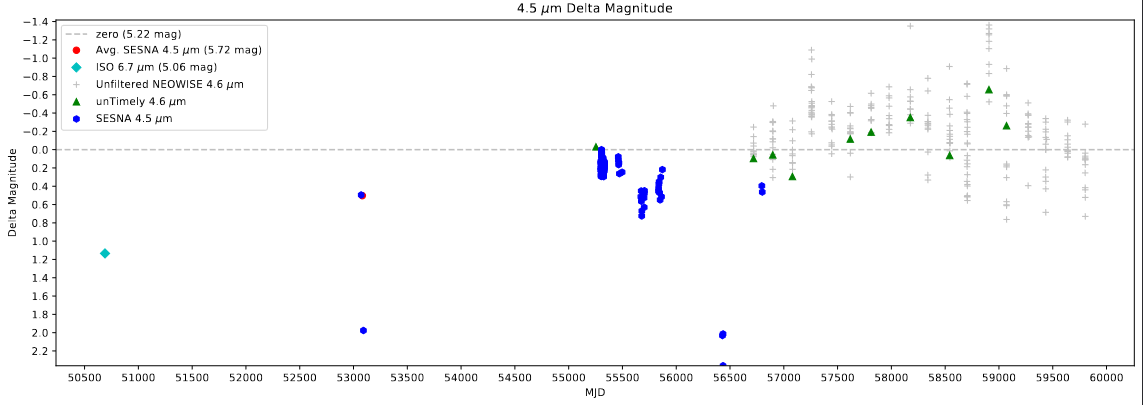 4.5 μm Delta Magnitude
−1.4
−1.2
−1.0
−0.8
−0.6
−0.4
−0.2
0.0
0.2
0.4
0.6
0.8
1.0
1.2
1.4
1.6
1.8
2.0
2.2
Delta Magnitude
zero (5.22 mag)
Avg. SESNA 4.5 μm (5.72 mag)
ISO 6.7 μm (5.06 mag)
Unfiltered NEOWISE 4.6 μm
unTimely 4.6 μm
SESNA 4.5 μm
50500 51000 51500 52000 52500 53000 53500 54000 54500 55000 55500 56000 56500 57000 57500 58000 58500 59000 59500 60000
MJD